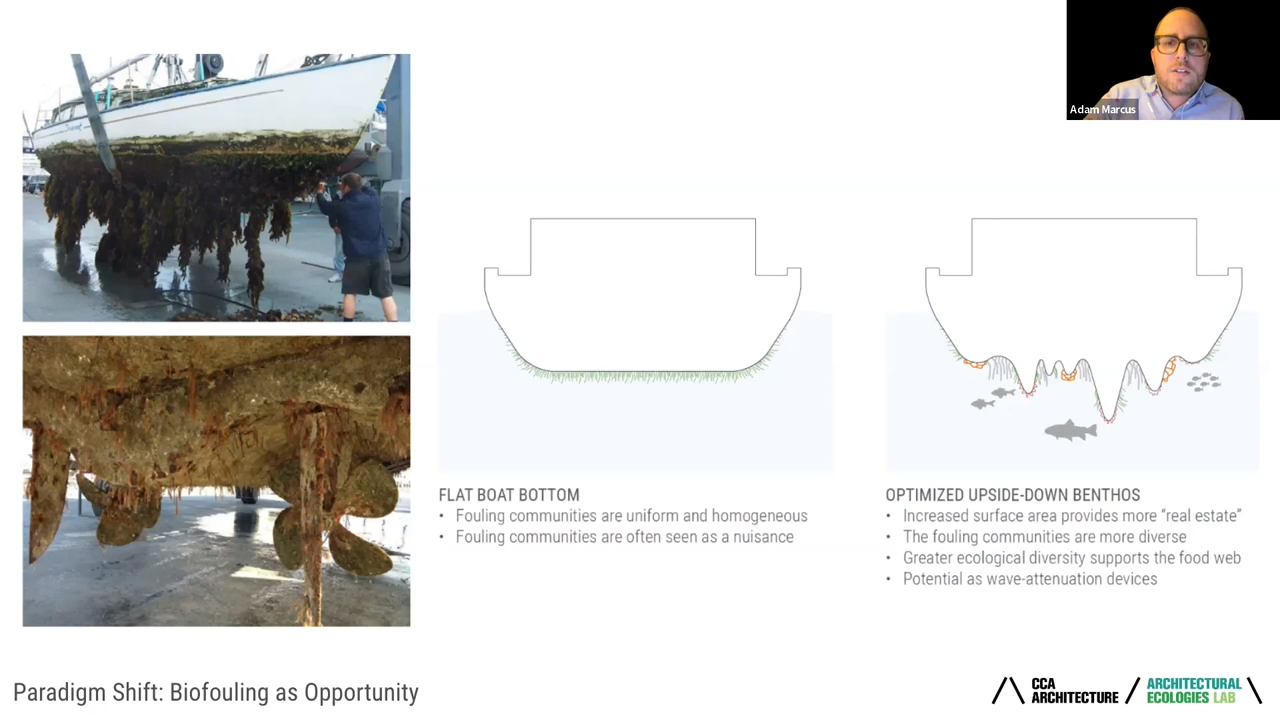 Adam Marcus
FLAT BOAT BOTTOM
• Fouling communities are uniform and homogeneous
• Fouling communities are often seen as a nuisance
OPTIMIZED UPSIDE-DOWN BENTHOS
• Increased surface area provides more “real estate”
• The fouling communities are more diverse
• Greater ecological diversity supports the food web
• Potential as wave-attenuation devices
Paradigm Shift: Biofouling as Opportunity
CCA
ARCHITECTURE
ARCHITECTURAL
ECOLOGIES LAB